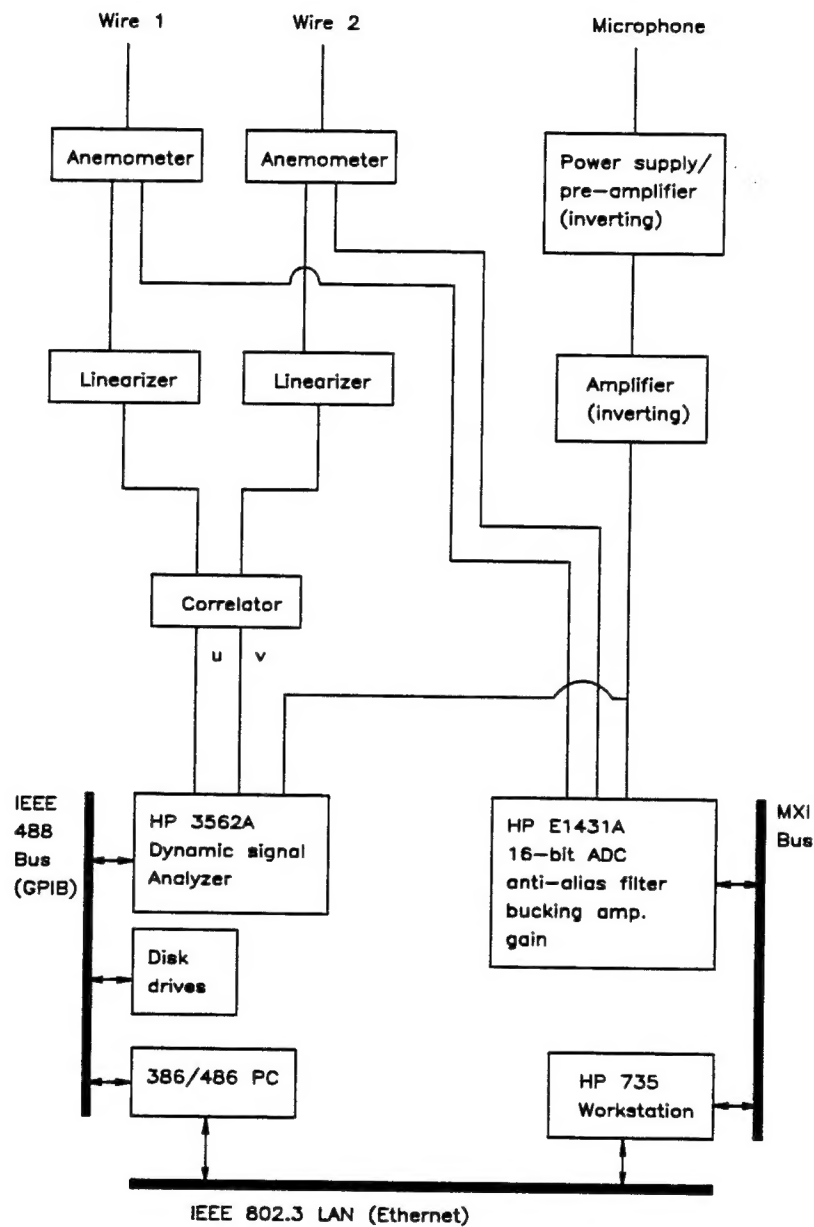 Wire 1
Wire 2
Microphone
Anemometer
Anemometer
Power supply/
pre-amplifier
(inverting)
Linearizer
Linearizer
Amplifier
(inverting)
Correlator
u
v
IEEE
488
Bus
(GPIB)
HP 3562A
Dynamic signal
Analyzer
HP E1431A
16-bit ADC
anti-alias filter
bucking amp.
gain
MXI
Bus
Disk
drives
386/486 PC
HP 735
Workstation
IEEE 802.3 LAN (Ethernet)